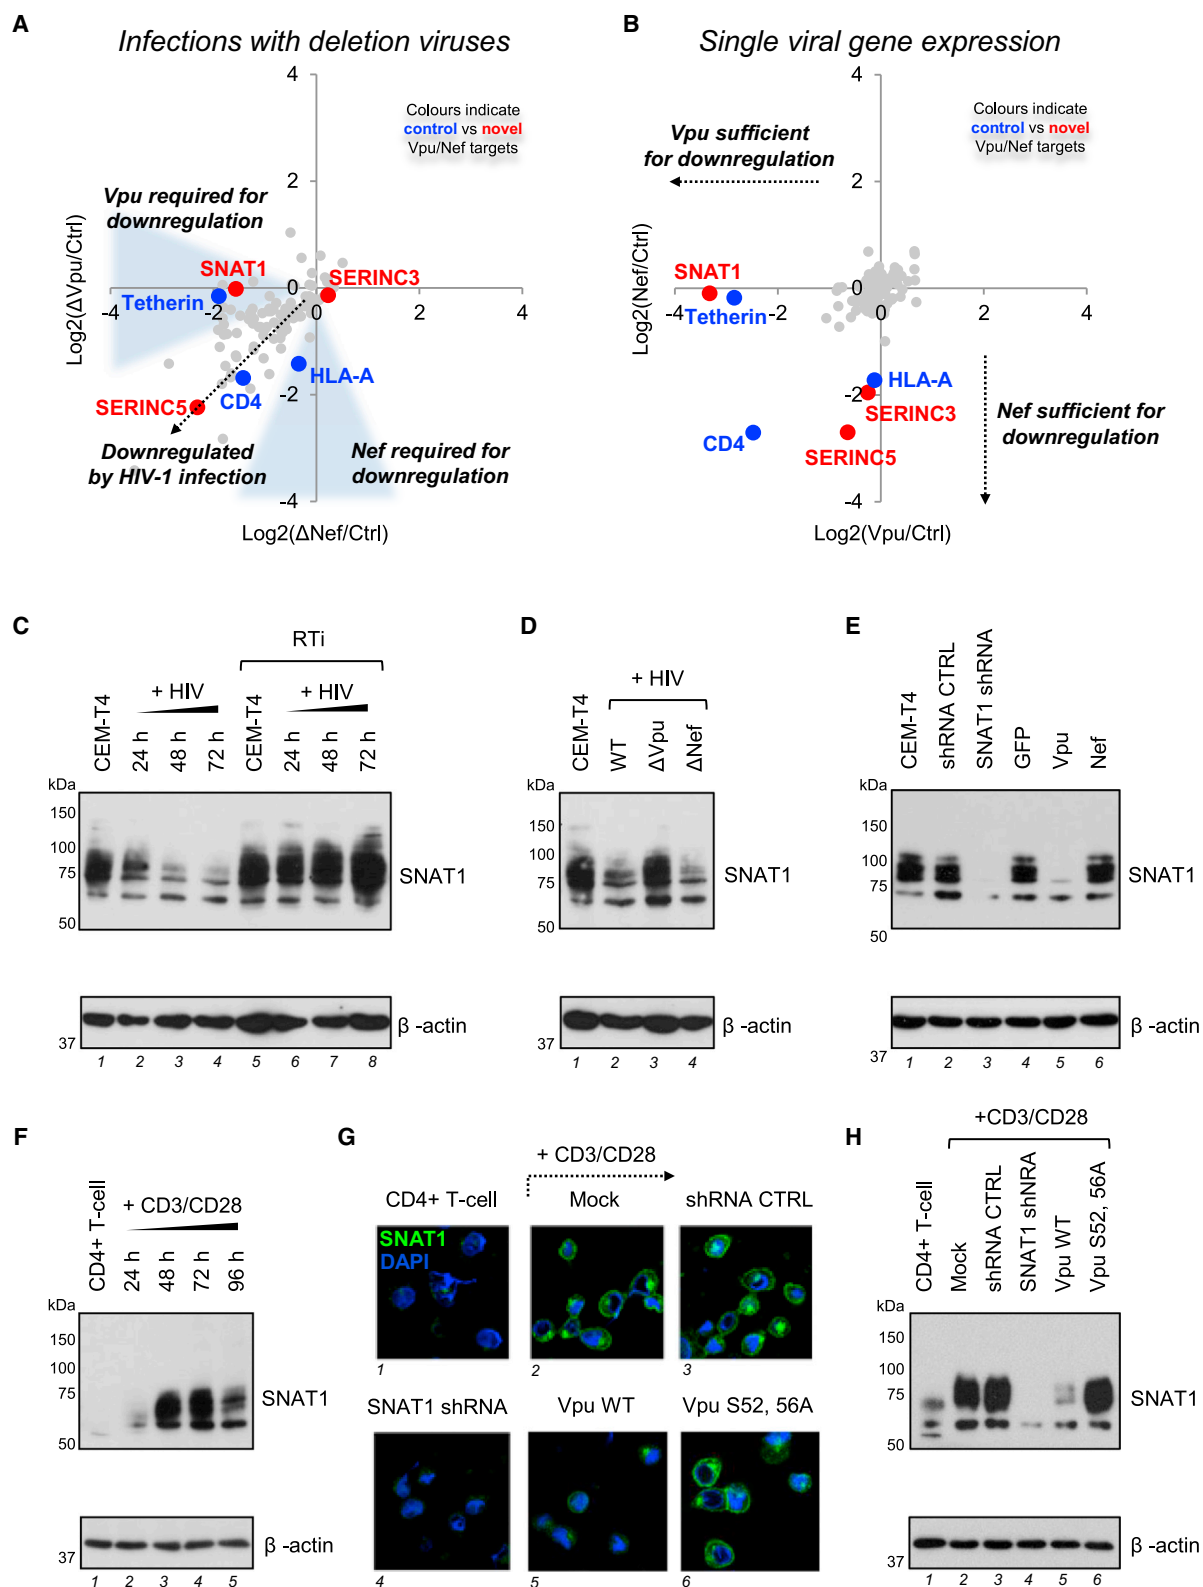 A
Infections with deletion viruses
4
Colours indicate
control vs novel
Vpu/Nef targets
2
Vpu required for
downregulation
Log2(ΔVpu/Ctrl)
SNAT1
SERINC3
Tetherin
-4
-2
0
0
2
4
HLA-A
CD4
-2
SERINC5
Downregulated
by HIV-1 infection
Nef required for
downregulation
-4
Log2(ΔNef/Ctrl)
B
Single viral gene expression
4
Colours indicate
control vs novel
Vpu/Nef targets
Vpu sufficient
for downregulation
2
Log2(Nef/Ctrl)
SNAT1
Tetherin
-4
-2
0
0
2
4
HLA-A
-2
SERINC3
CD4
SERINC5
Nef sufficient for
downregulation
-4
Log2(Vpu/Ctrl)
C
RTi
+ HIV
+ HIV
CEM-T4
24 h
48 h
72 h
CEM-T4
24 h
48 h
72 h
kDa
150
100
75
50
SNAT1
β -actin
37
1 2 3 4 5 6 7 8
D
+ HIV
CEM-T4
WT
ΔVpu
ΔNef
kDa
150
100
75
50
SNAT1
β -actin
37
1 2 3 4
E
CEM-T4
shRNA CTRL
SNAT1 shRNA
GFP
Vpu
Nef
kDa
150
100
75
50
SNAT1
β -actin
37
1 2 3 4 5 6
F
CD4+ T-cell
+ CD3/CD28
24 h
48 h
72 h
96 h
kDa
150
100
75
50
SNAT1
β -actin
37
1 2 3 4 5
G
+ CD3/CD28
CD4+ T-cell
Mock
shRNA CTRL
SNAT1
DAPI
1 2 3
SNAT1 shRNA
Vpu WT
Vpu S52, 56A
4 5 6
H
+CD3/CD28
CD4+ T-cell
Mock
shRNA CTRL
SNAT1 shNRA
Vpu WT
Vpu S52, 56A
kDa
150
100
75
50
SNAT1
β -actin
37
1 2 3 4 5 6